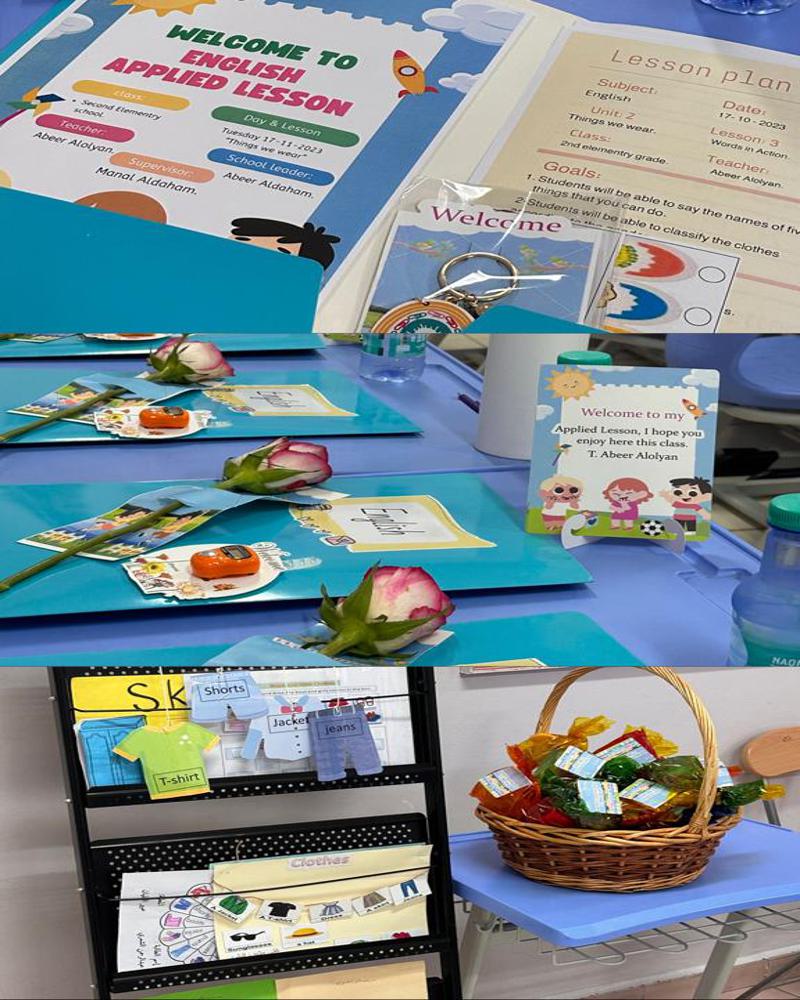 WELCOME TO
ENGLISH
APPLIED LESSON
class:
Second Elementry
school.
Day & Lesson
Tuesday 17-11-2023
"Things we wear"
Teacher:
Abeer Alolyan.
Supervisor:
Manal Aldaham.
School leader:
Abeer Aldaham.
Lesson plan
Subject:
English
Date:
17-10-2023
Unit: 2
Things we wear.
Lesson: 3
Words in Action
Class:
2nd elementry grade.
Teacher:
Abeer Alolyan.
Goals:
1. Students will be able to say the names of five
things that you can do.
2. Students will be able to classify the clothes
Welcome
English
English
Welcome to my
Applied Lesson, I hope you
enjoy here this class.
T. Abeer Alolyan
Shorts
Jacket
jeans
T-shirt
Clothes
A T-shirt
Dress
Sunglasses
a hat